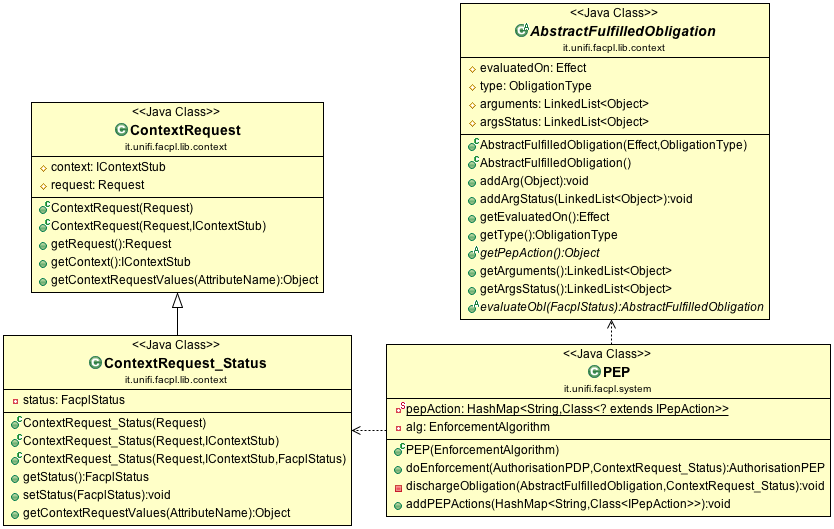 <<Java Class>>
AbstractFulfilledObligation
it.unifi.facpl.lib.context
evaluatedOn: Effect
type: ObligationType
arguments: LinkedList<Object>
argsStatus: LinkedList<Object>
AbstractFulfilledObligation(Effect,ObligationType)
AbstractFulfilledObligation()
addArg(Object):void
addArgStatus(LinkedList<Object>):void
getEvaluatedOn():Effect
getType():ObligationType
getPepAction():Object
getArguments():LinkedList<Object>
getArgsStatus():LinkedList<Object>
evaluateObl(FacplStatus):AbstractFulfilledObligation
<<Java Class>>
ContextRequest
it.unifi.facpl.lib.context
context: IContextStub
request: Request
ContextRequest(Request)
ContextRequest(Request,IContextStub)
getRequest():Request
getContext():IContextStub
getContextRequestValues(AttributeName):Object
<<Java Class>>
ContextRequest_Status
it.unifi.facpl.lib.context
status: FacplStatus
ContextRequest_Status(Request)
ContextRequest_Status(Request,IContextStub)
ContextRequest_Status(Request,IContextStub,FacplStatus)
getStatus():FacplStatus
setStatus(FacplStatus):void
getContextRequestValues(AttributeName):Object
<<Java Class>>
PEP
it.unifi.facpl.system
pepAction: HashMap<String,Class<? extends IPepAction>>
alg: EnforcementAlgorithm
PEP(EnforcementAlgorithm)
doEnforcement(AuthorisationPDP,ContextRequest_Status):AuthorisationPEP
dischargeObligation(AbstractFulfilledObligation,ContextRequest_Status):void
addPEPActions(HashMap<String,Class<IPepAction>>):void